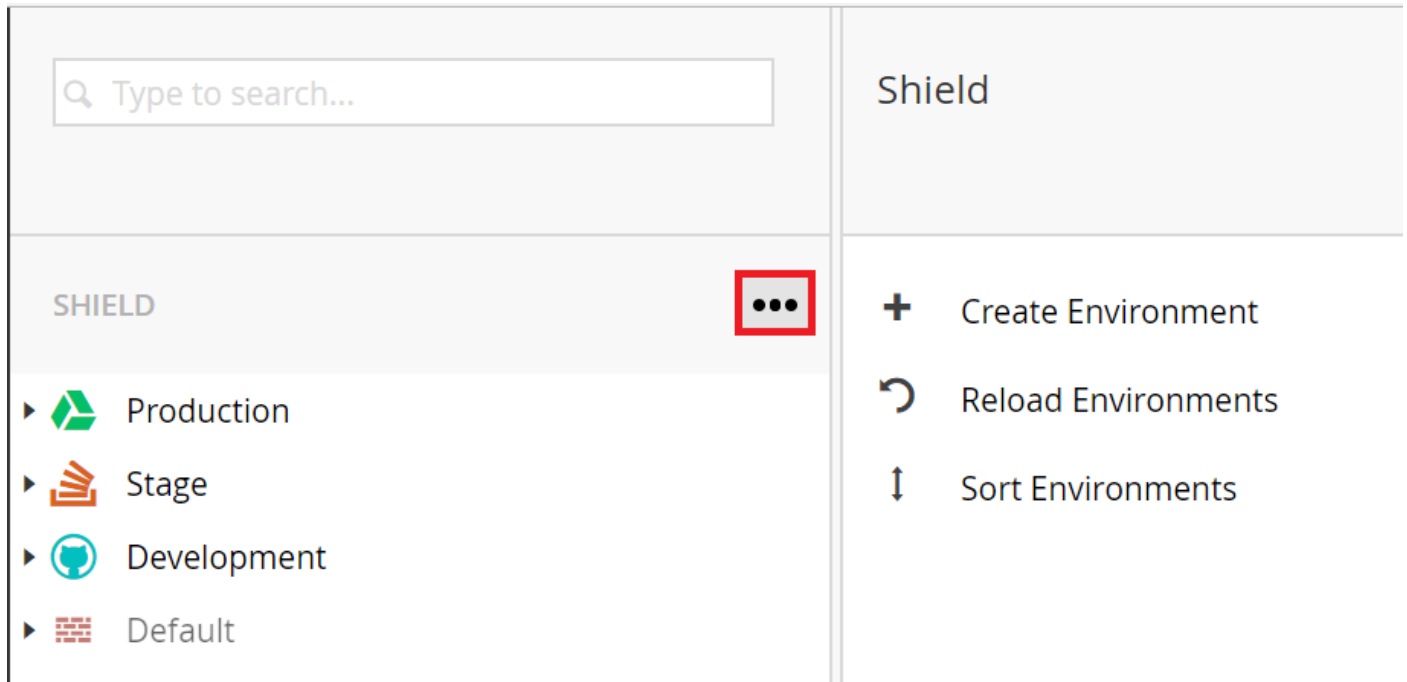 Type to search...
SHIELD
Production
Stage
Development
Default
Shield
Create Environment
Reload Environments
Sort Environments